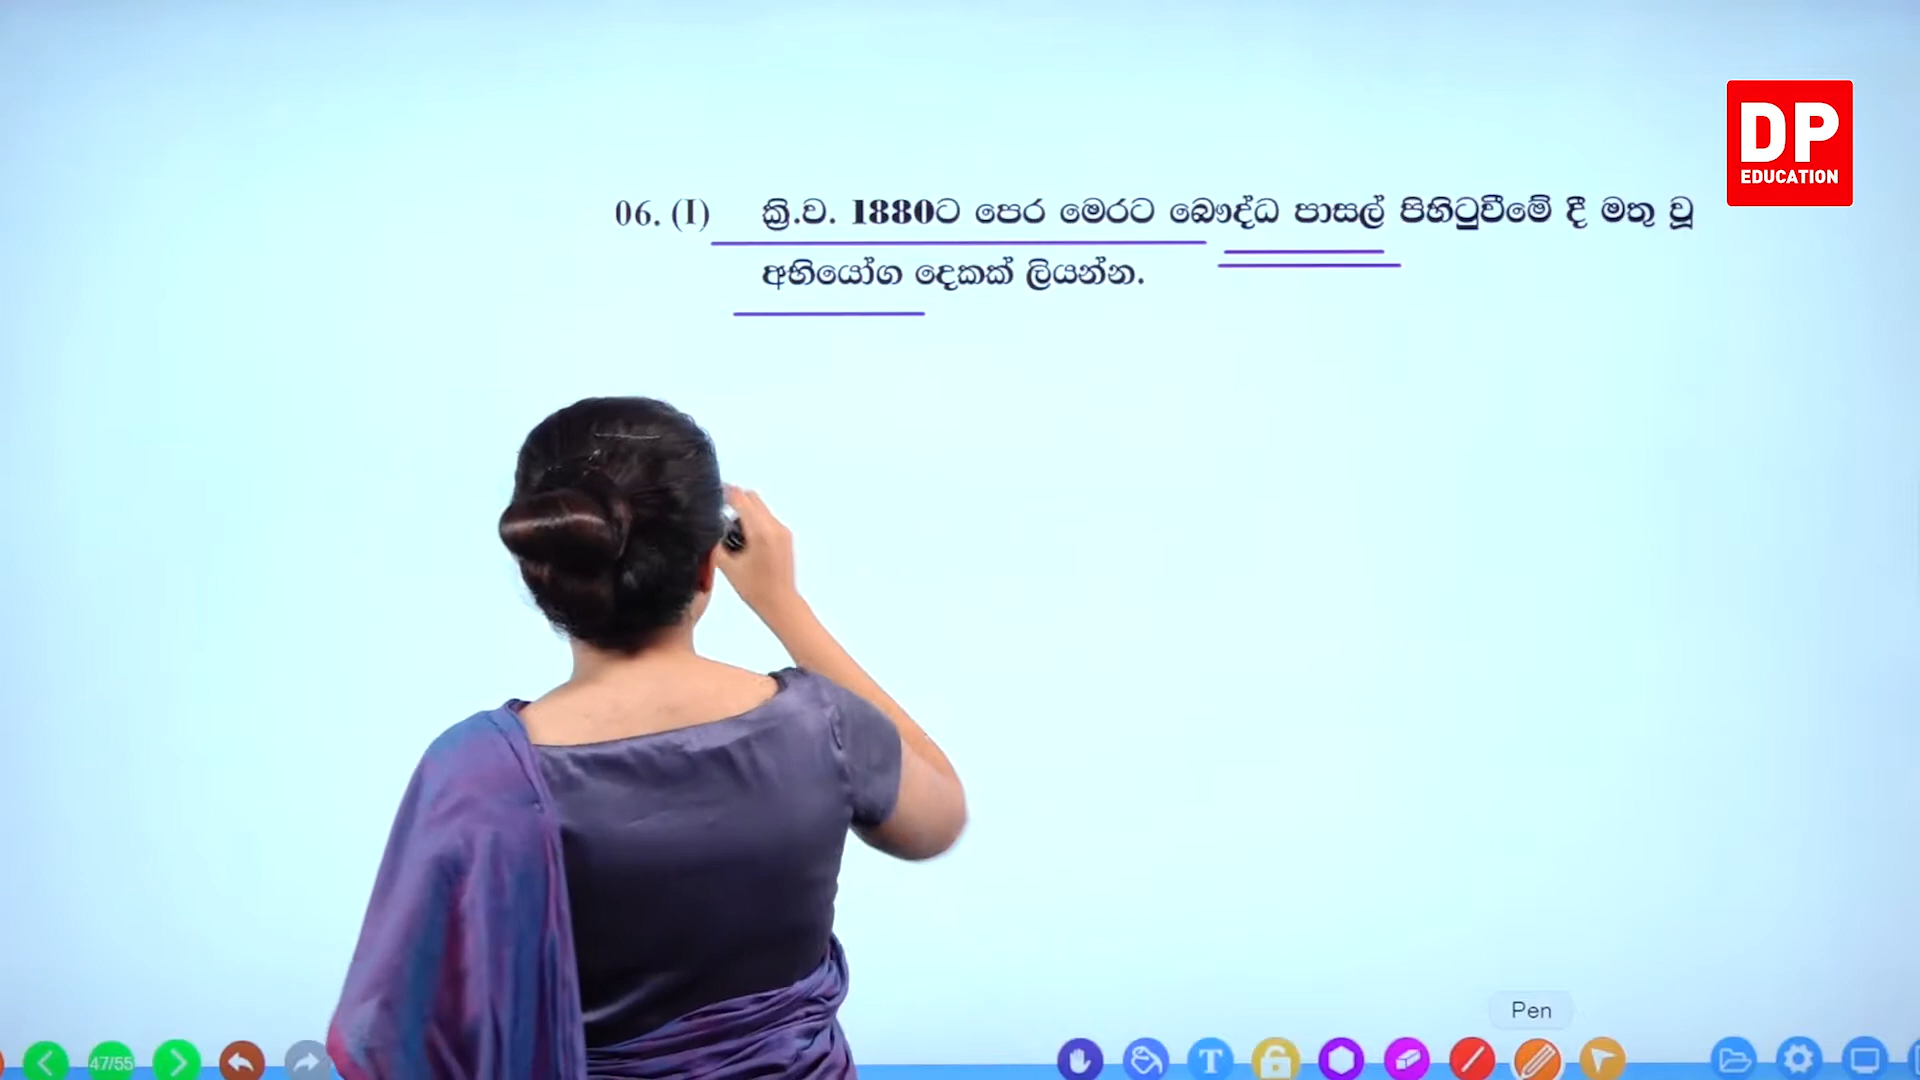 DP
EDUCATION
06. (I) ක්‍රි.ව. 1880ට පෙර මෙරට බෞද්ධ පාසල් පිහිටුවීමේ දී මතු වූ
අභියෝග දෙකක් ලියන්න.
Pen
47/55
T